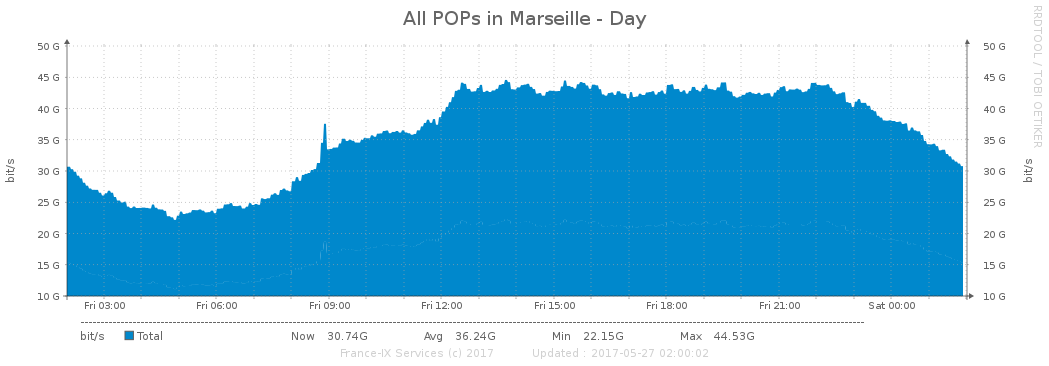 All POPs in Marseille - Day
RRDTOOL / TOBI OETIKER
50 G 50 G
45 G 45 G
40 G 40 G
35 G 35 G
30 G 30 G
25 G 25 G
20 G 20 G
15 G 15 G
10 G 10 G
bit/s
bit/s
Fri 03:00 Fri 06:00 Fri 09:00 Fri 12:00 Fri 15:00 Fri 18:00 Fri 21:00 Sat 00:00
bit/s Total Now 30.74G Avg 36.24G Min 22.15G Max 44.53G
France-IX Services (c) 2017 Updated : 2017-05-27 02:00:02